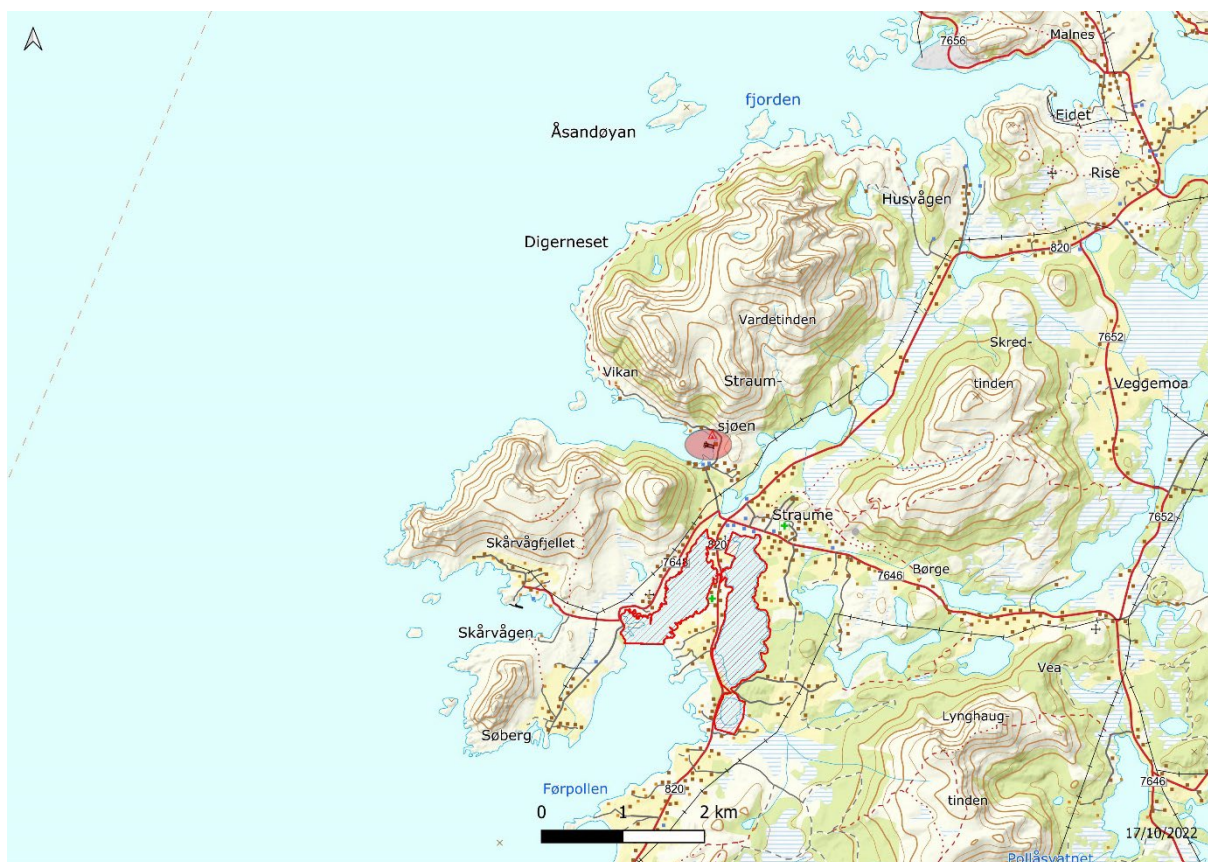 Malnes
7656
fjorden
Eidet
Åsandøyan
Rise
Husvågen
Digerneset
820
Vardetinden
7652
Skred-
Vikan
Straum-
tinden
Veggemoa
sjøen
Straume
7652
Skårvågfjellet
820
7648
7646
Børge
Skårvågen
Vea
Søberg
Lynghaug-
Førpollen
820
7646
0 1 2 km
tinden
17/10/2022
Pollåsvatnet